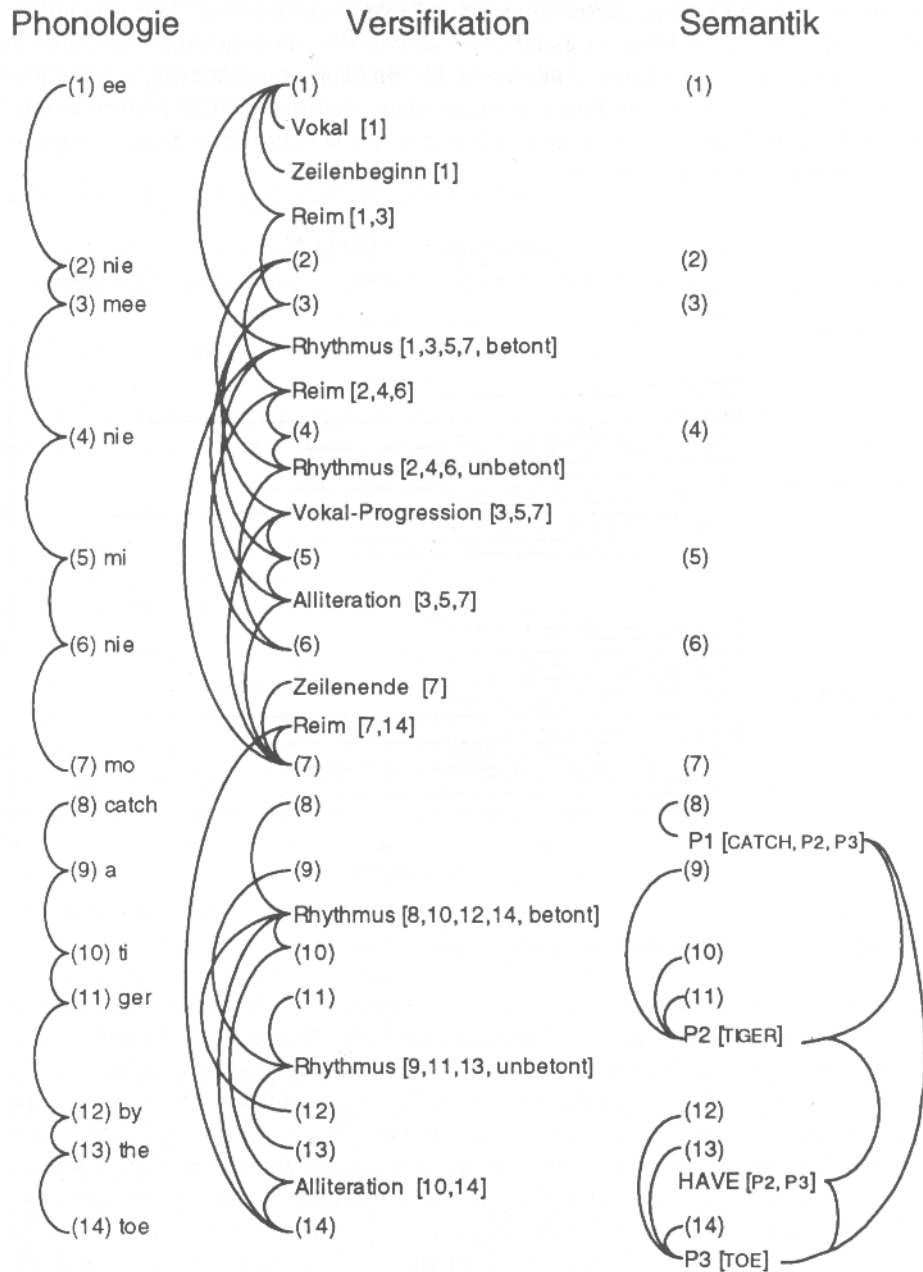 Phonologie Versifikation Semantik
(1) ee (1) (1)
Vokal [1]
Zeilenbeginn [1]
Reim [1,3]
(2) nie (2) (2)
(3) mee (3) (3)
Rhythmus [1,3,5,7, betont]
Reim [2,4,6]
(4) nie (4) (4)
Rhythmus [2,4,6, unbetont]
Vokal-Progression [3,5,7]
(5) mi (5) (5)
Alliteration [3,5,7]
(6) nie (6) (6)
Zeilenende [7]
Reim [7,14]
(7) mo (7) (7)
(8) catch (8) (8)
P1 [CATCH, P2, P3]
(9) a (9) (9)
Rhythmus [8,10,12,14, betont]
(10) ti (10) (10)
(11) ger (11) (11)
P2 [TIGER]
Rhythmus [9,11,13, unbetont]
(12) by (12) (12)
(13) the (13) (13)
Alliteration [10,14] HAVE [P2, P3]
(14) toe (14) (14)
P3 [TOE]